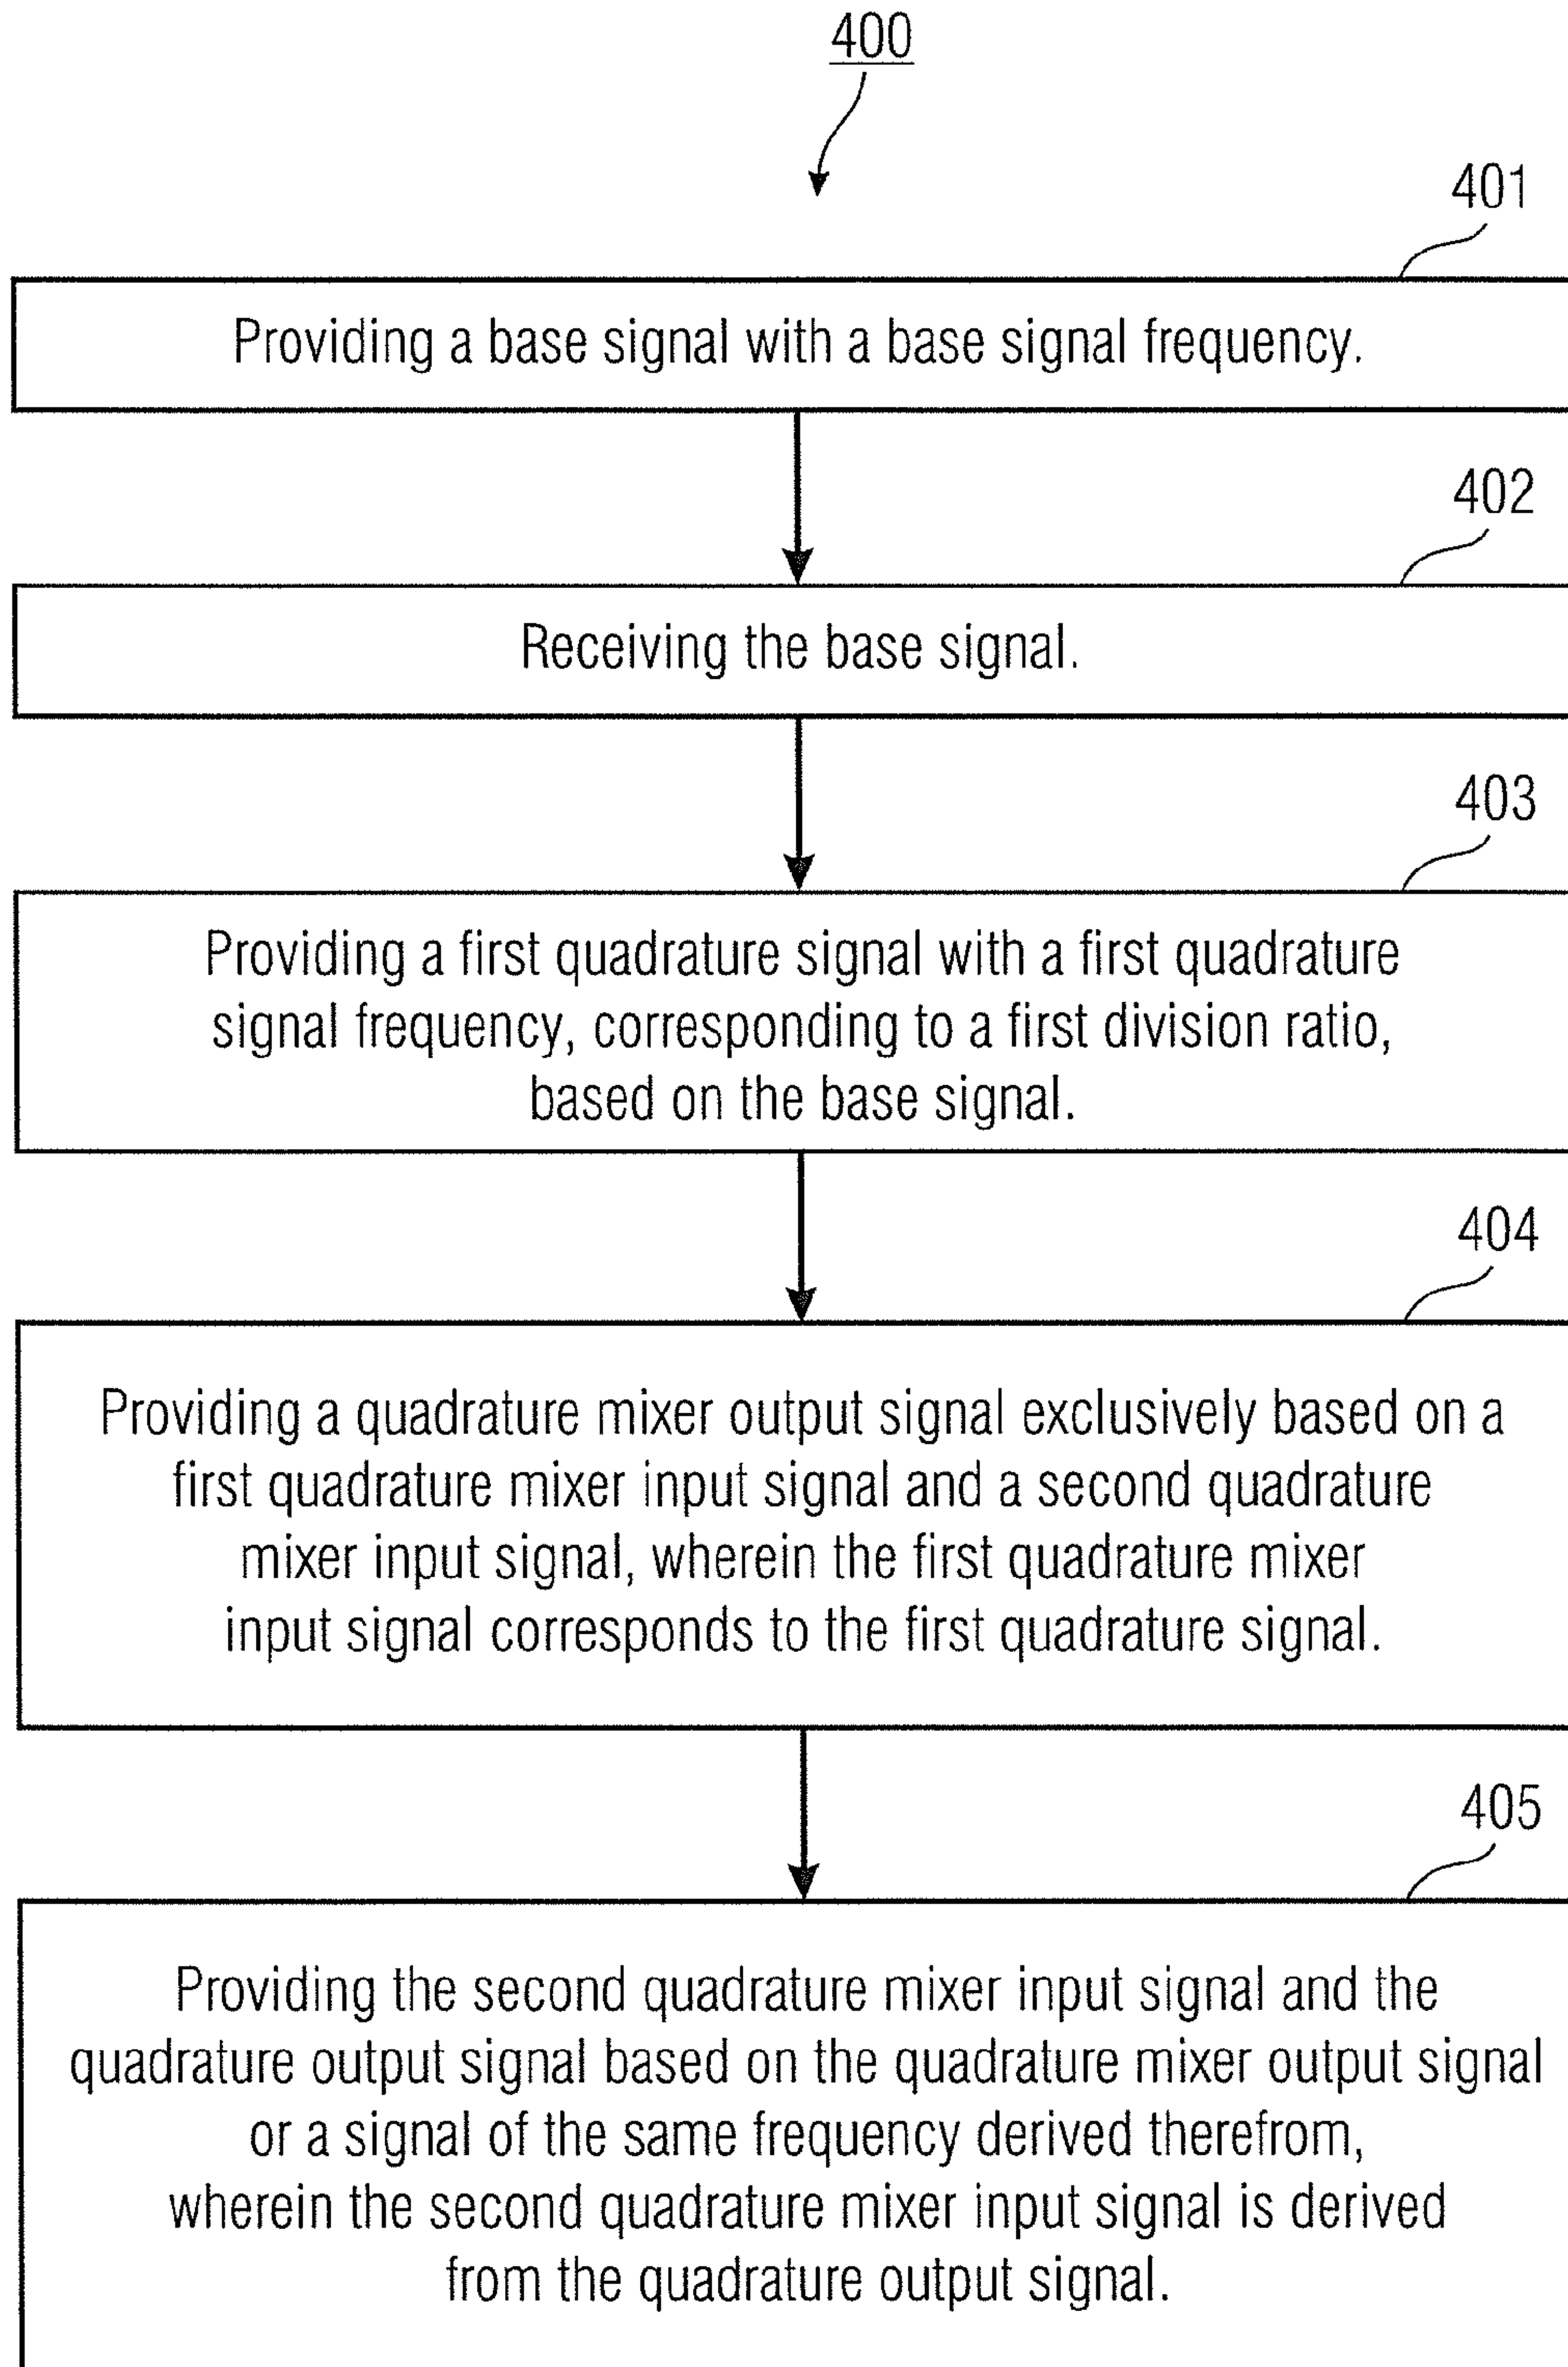 400
401
Providing a base signal with a base signal frequency.
402
Receiving the base signal.
403
Providing a first quadrature signal with a first quadrature
signal frequency, corresponding to a first division ratio,
based on the base signal.
404
Providing a quadrature mixer output signal exclusively based on a
first quadrature mixer input signal and a second quadrature
mixer input signal, wherein the first quadrature mixer
input signal corresponds to the first quadrature signal.
405
Providing the second quadrature mixer input signal and the
quadrature output signal based on the quadrature mixer output signal
or a signal of the same frequency derived therefrom,
wherein the second quadrature mixer input signal is derived
from the quadrature output signal.